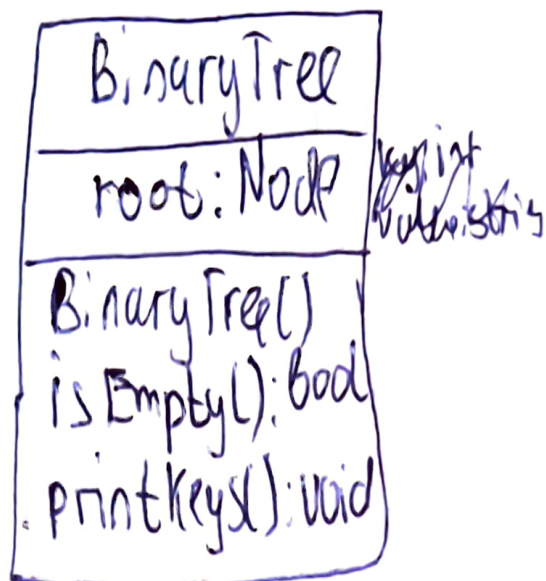 BinaryTree
root: Node
BinaryTree()
isEmpty(): bool
printKeys(): void